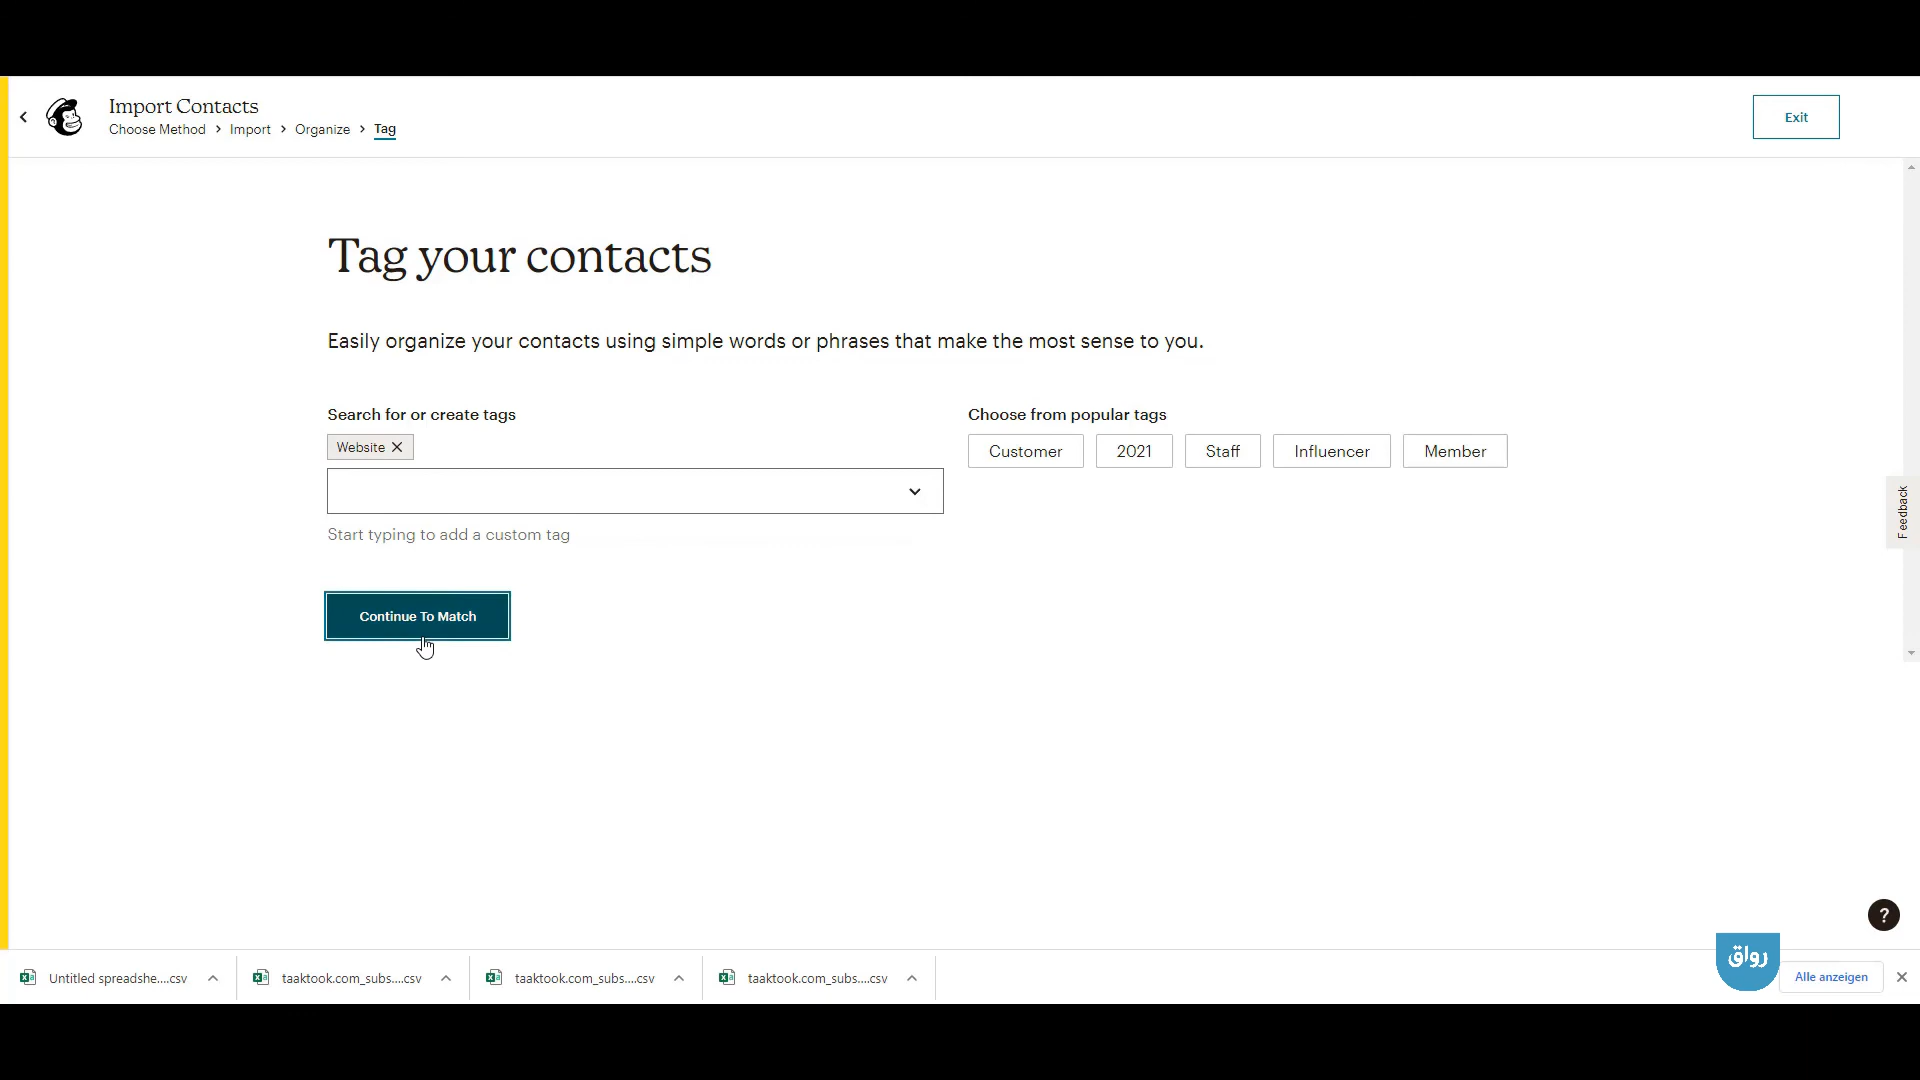 Import Contacts
Choose Method > Import > Organize > Tag
Exit
Tag your contacts
Easily organize your contacts using simple words or phrases that make the most sense to you.
Search for or create tags
Website
Start typing to add a custom tag
Choose from popular tags
Customer 2021 Staff Influencer Member
Continue To Match
Feedback
?
رواق
Untitled spreadshe....csv taaktook.com_subs....csv taaktook.com_subs....csv taaktook.com_subs....csv Alle anzeigen